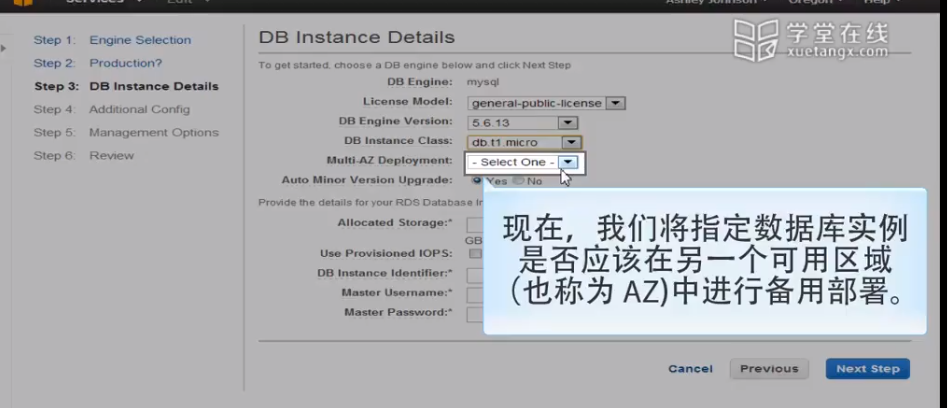 Services
Edit
Ashley Johnson
Oregon
Help
学堂在线
xuetangx.com
Step 1: Engine Selection
Step 2: Production?
Step 3: DB Instance Details
Step 4: Additional Config
Step 5: Management Options
Step 6: Review
DB Instance Details
To get started, choose a DB engine below and click Next Step
DB Engine: mysql
License Model: general-public-license
DB Engine Version: 5.6.13
DB Instance Class: db.t1.micro
Multi-AZ Deployment: - Select One -
Auto Minor Version Upgrade: Yes No
Provide the details for your RDS Database
Allocated Storage:*
GB
Use Provisioned IOPS:
DB Instance Identifier:*
Master Username:*
Master Password:*
现在，我们将指定数据库实例
是否应该在另一个可用区域
（也称为 AZ)中进行备用部署。
Cancel
Previous
Next Step